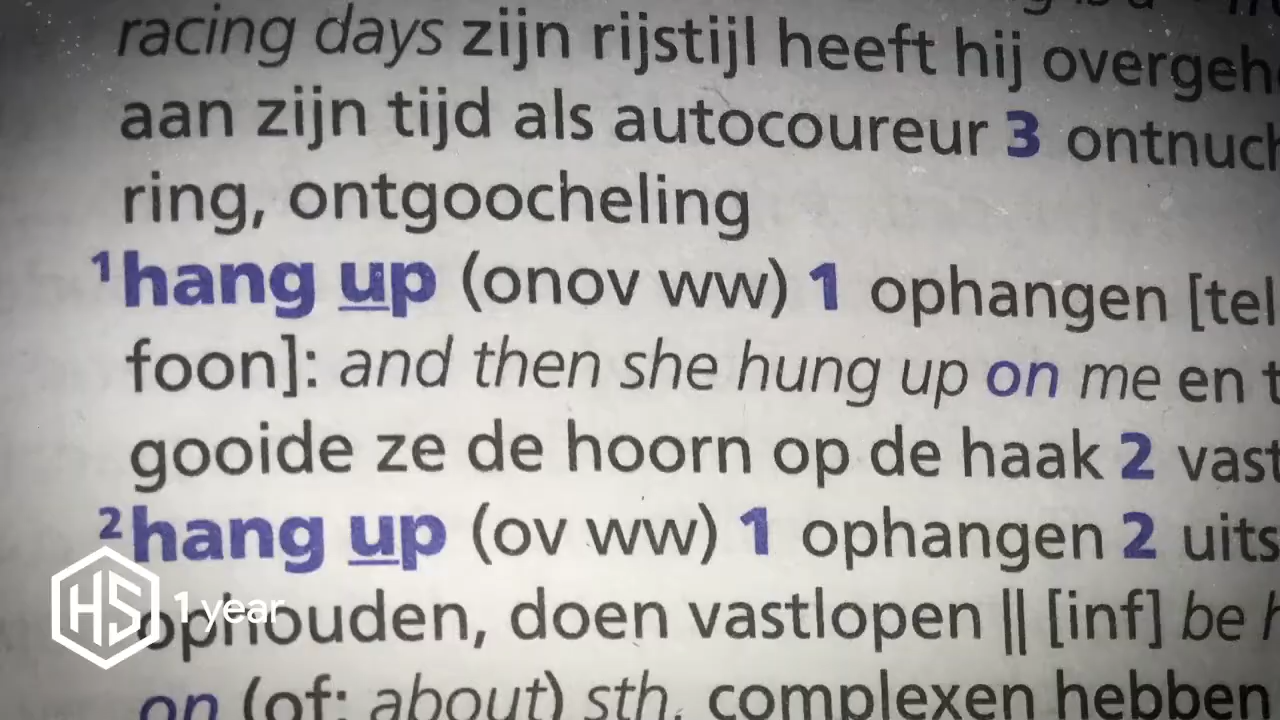 racing days zijn rijstijl heeft hij overgeh
aan zijn tijd als autocoureur 3 ontnuch
ring, ontgoocheling
¹hang up (onov ww) 1 ophangen [tel
foon]: and then she hung up on me en t
gooide ze de hoorn op de haak 2 vast
²hang up (ov ww) 1 ophangen 2 uits
ophouden, doen vastlopen || [inf] be h
on (of: about) sth. complexen hebben
HS 1 year